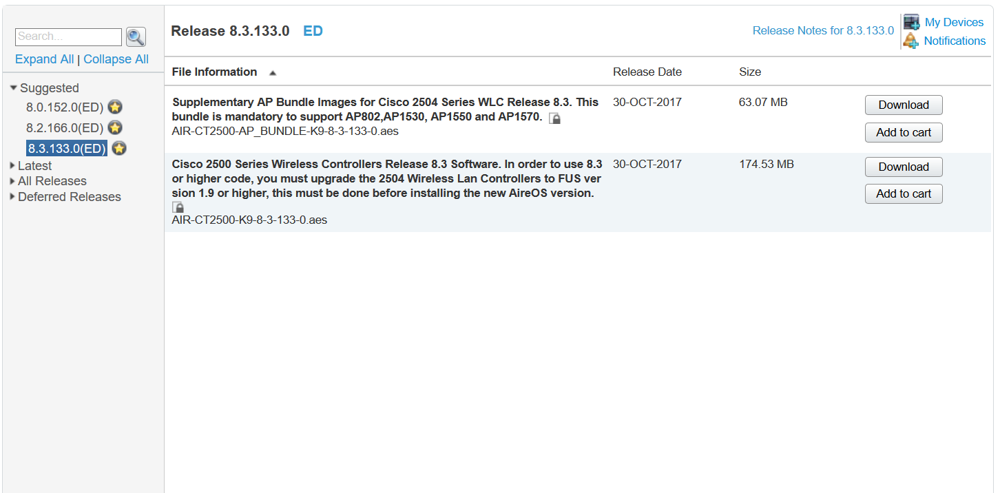 Search...
Expand All | Collapse All
Suggested
8.0.152.0(ED)
8.2.166.0(ED)
8.3.133.0(ED)
Latest
All Releases
Deferred Releases
Release 8.3.133.0 ED
Release Notes for 8.3.133.0
My Devices
Notifications
File Information Release Date Size
Supplementary AP Bundle Images for Cisco 2504 Series WLC Release 8.3. This
bundle is mandatory to support AP802,AP1530, AP1550 and AP1570.
AIR-CT2500-AP_BUNDLE-K9-8-3-133-0.aes
30-OCT-2017
63.07 MB
Download
Add to cart
Cisco 2500 Series Wireless Controllers Release 8.3 Software. In order to use 8.3
or higher code, you must upgrade the 2504 Wireless Lan Controllers to FUS ver
sion 1.9 or higher, this must be done before installing the new AireOS version.
AIR-CT2500-K9-8-3-133-0.aes
30-OCT-2017
174.53 MB
Download
Add to cart